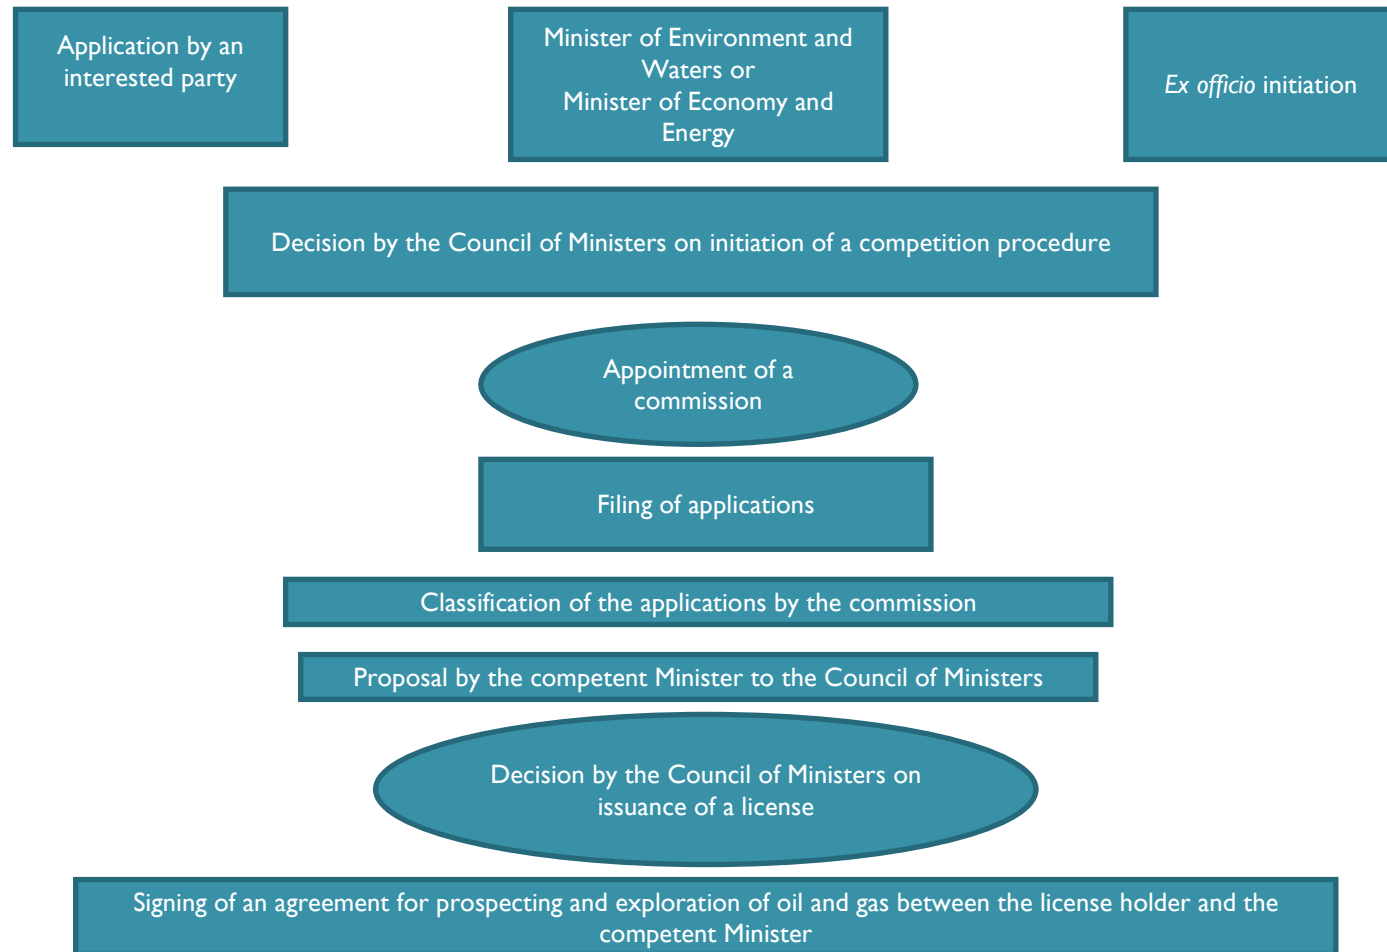 Application by an
interested party
Minister of Environment and
Waters or
Minister of Economy and
Energy
Ex officio initiation
Decision by the Council of Ministers on initiation of a competition procedure
Appointment of a
commission
Filing of applications
Classification of the applications by the commission
Proposal by the competent Minister to the Council of Ministers
Decision by the Council of Ministers on
issuance of a license
Signing of an agreement for prospecting and exploration of oil and gas between the license holder and the
competent Minister